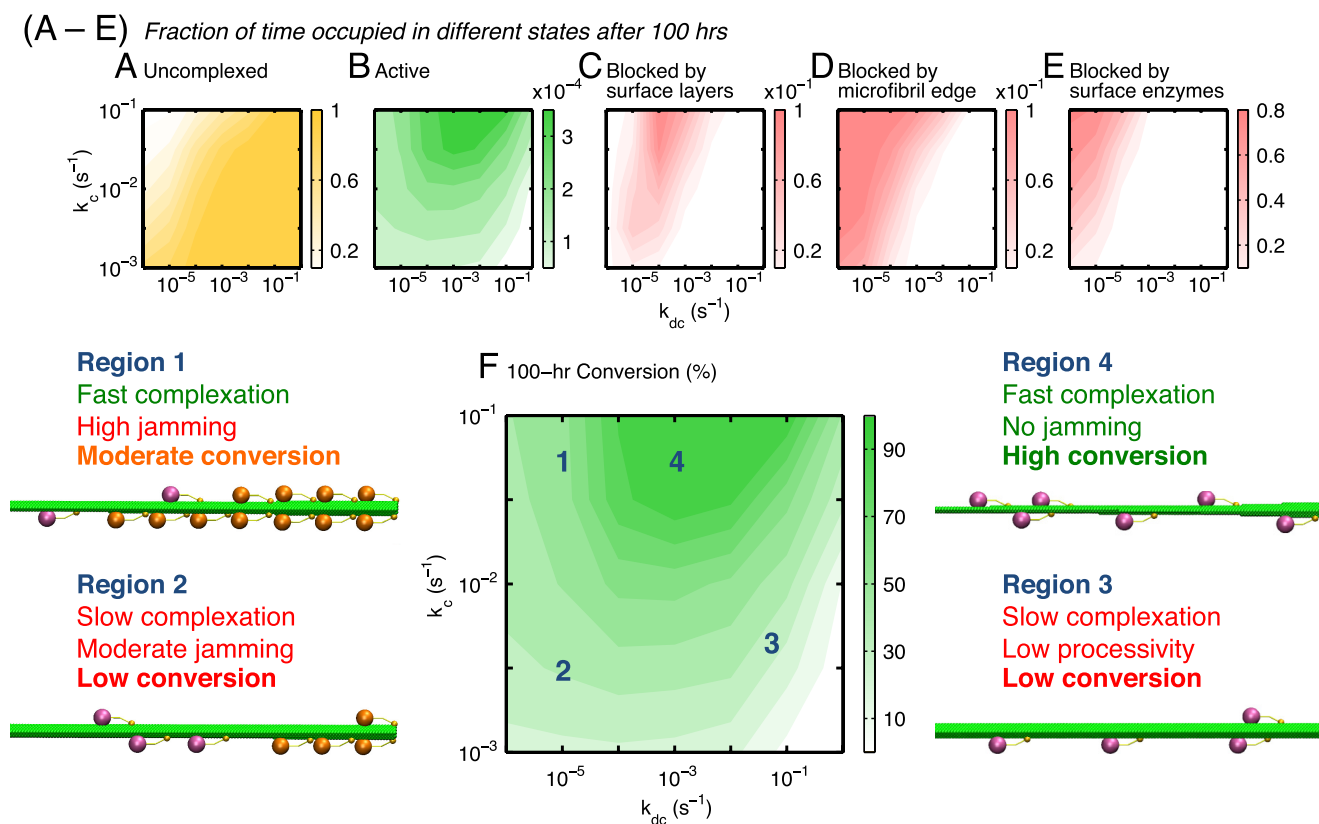 (A – E) Fraction of time occupied in different states after 100 hrs
A Uncomplexed
B Active
C Blocked by
surface layers
D Blocked by
microfibril edge
E Blocked by
surface enzymes
x10⁻⁴
x10⁻¹
x10⁻¹
k_c (s⁻¹)
10⁻¹
10⁻²
10⁻³
10⁻⁵ 10⁻³ 10⁻¹
1
0.6
0.2
10⁻⁵ 10⁻³ 10⁻¹
3
2
1
10⁻⁵ 10⁻³ 10⁻¹
1
0.6
0.2
10⁻⁵ 10⁻³ 10⁻¹
1
0.6
0.2
10⁻⁵ 10⁻³ 10⁻¹
0.8
0.6
0.4
0.2
k_dc (s⁻¹)
Region 1
Fast complexation
High jamming
Moderate conversion
Region 2
Slow complexation
Moderate jamming
Low conversion
F 100–hr Conversion (%)
k_c (s⁻¹)
10⁻¹
10⁻²
10⁻³
1
4
2
3
10⁻⁵ 10⁻³ 10⁻¹
k_dc (s⁻¹)
90
70
50
30
10
Region 4
Fast complexation
No jamming
High conversion
Region 3
Slow complexation
Low processivity
Low conversion